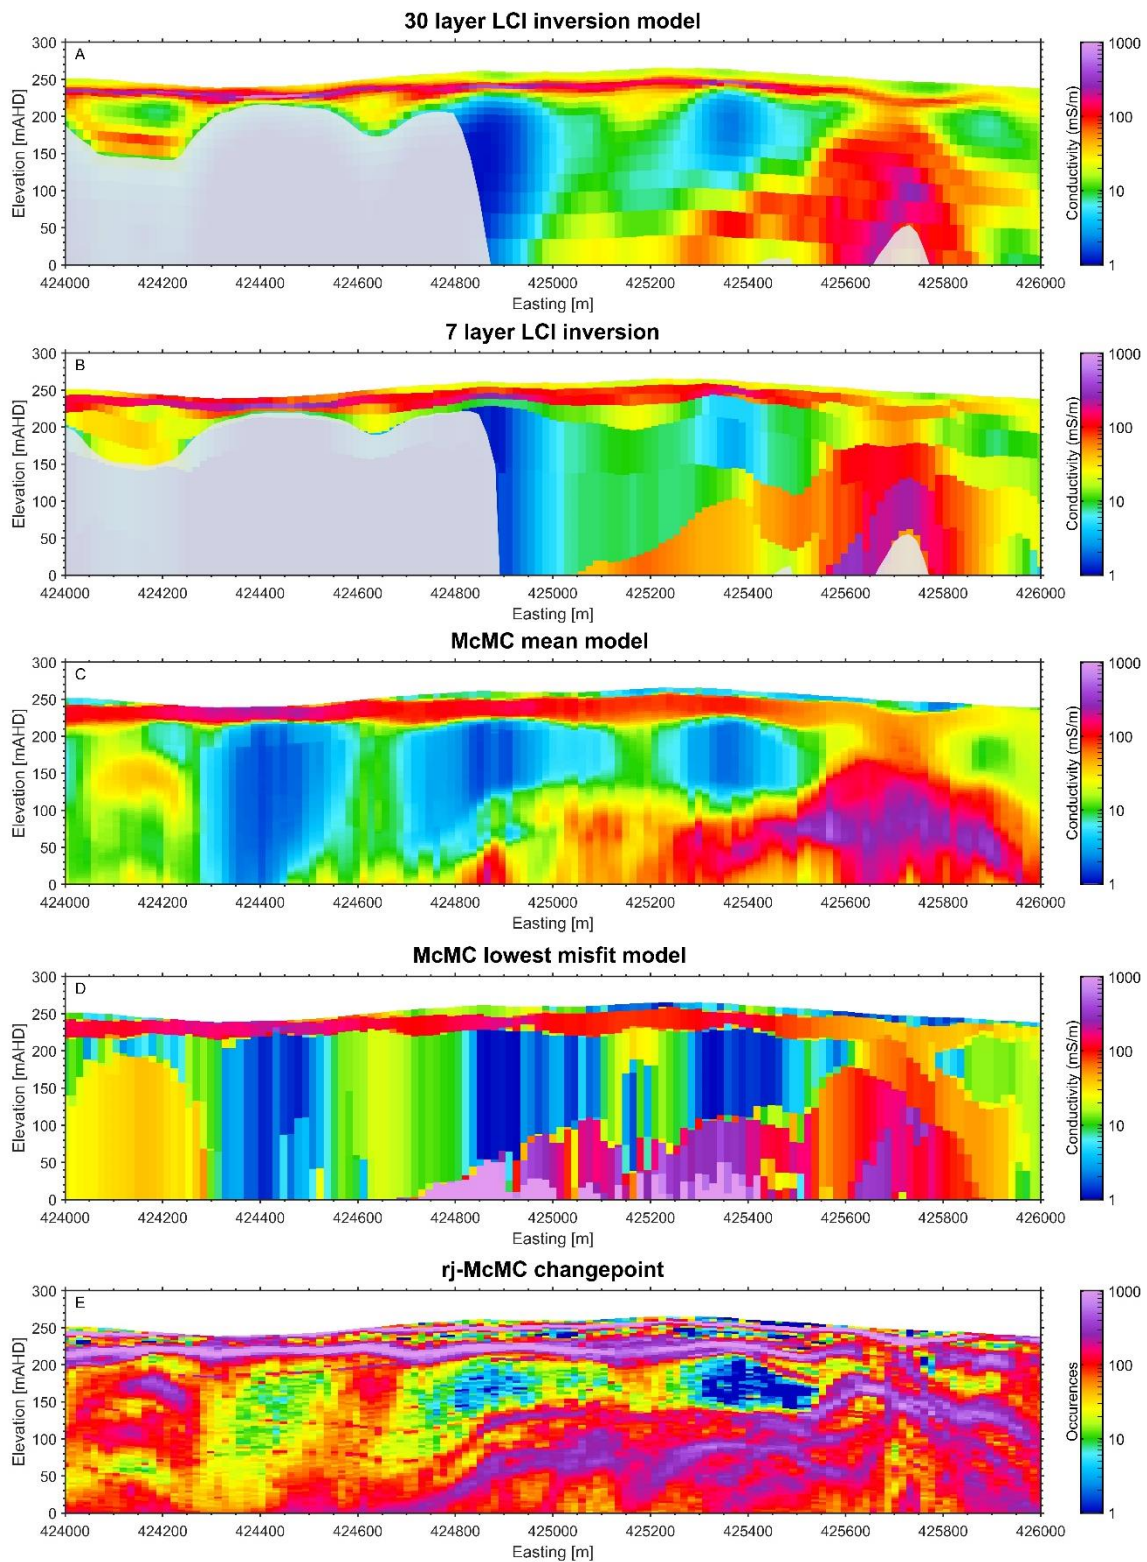 30 layer LCI inversion model
A
300
250
200
150
100
50
0
Elevation [mAHD]
424000 424200 424400 424600 424800 425000 425200 425400 425600 425800 426000
Easting [m]
1000
100
10
1
Conductivity (mS/m)
7 layer LCI inversion
B
300
250
200
150
100
50
0
Elevation [mAHD]
424000 424200 424400 424600 424800 425000 425200 425400 425600 425800 426000
Easting [m]
1000
100
10
1
Conductivity (mS/m)
McMC mean model
C
300
250
200
150
100
50
0
Elevation [mAHD]
424000 424200 424400 424600 424800 425000 425200 425400 425600 425800 426000
Easting [m]
1000
100
10
1
Conductivity (mS/m)
McMC lowest misfit model
D
300
250
200
150
100
50
0
Elevation [mAHD]
424000 424200 424400 424600 424800 425000 425200 425400 425600 425800 426000
Easting [m]
1000
100
10
1
Conductivity (mS/m)
rj-McMC changepoint
E
300
250
200
150
100
50
0
Elevation [mAHD]
424000 424200 424400 424600 424800 425000 425200 425400 425600 425800 426000
Easting [m]
1000
100
10
1
Occurences